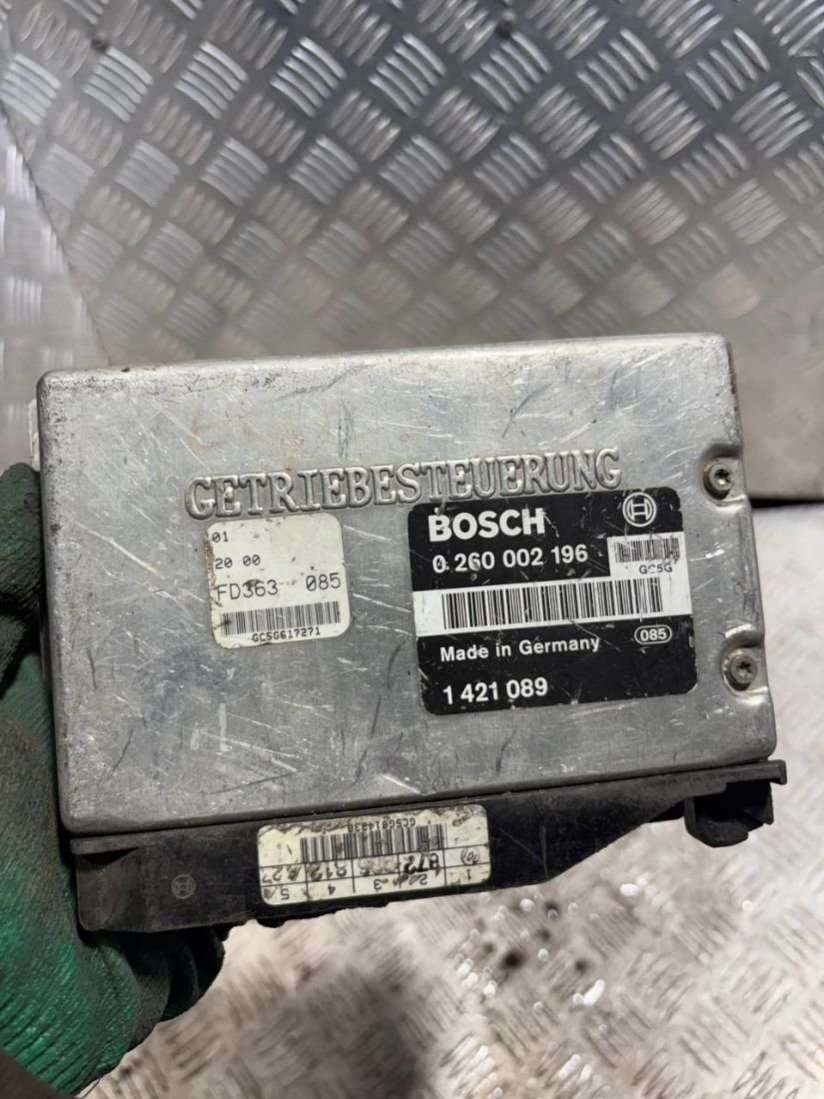 GETRIEBESTEUERUNG
01
20 00
FD363 085
GC5G617271
BOSCH
0 260 002 196
GC5G
Made in Germany 085
1 421 089